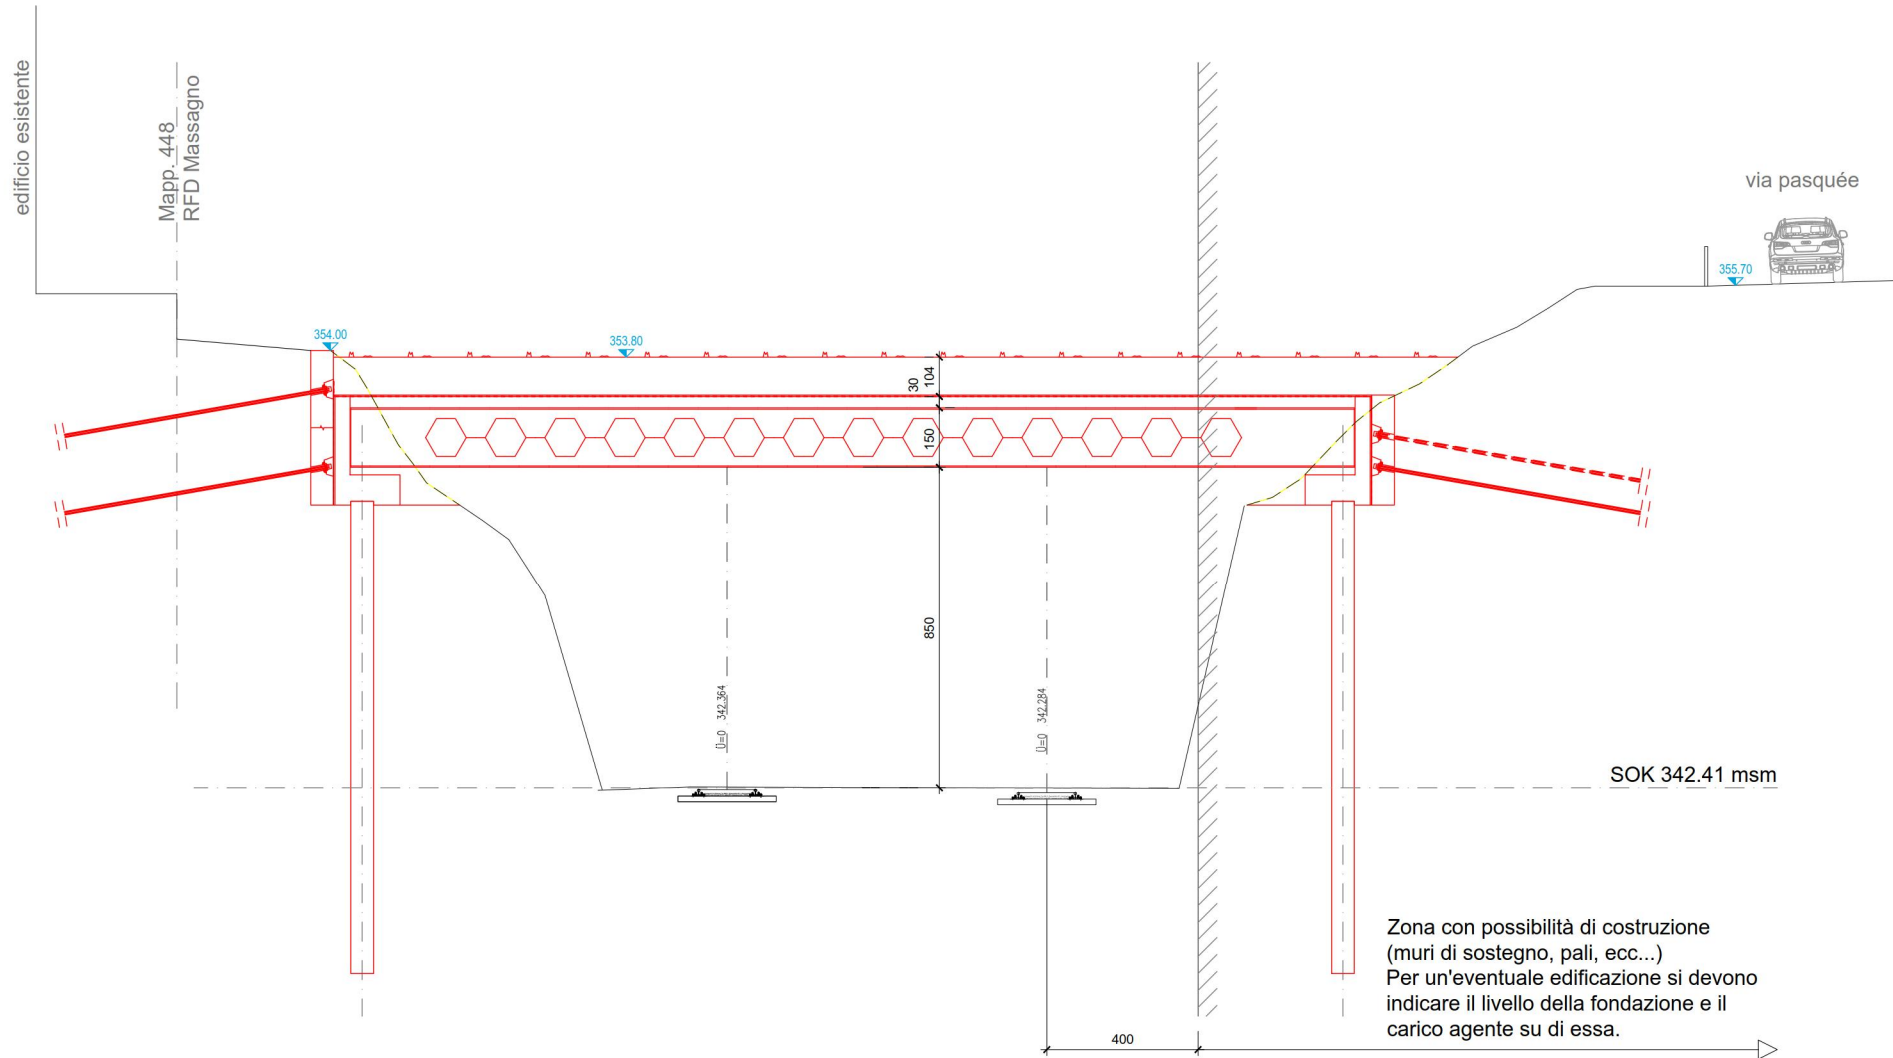 edificio esistente
Mapp. 448
RFD Massagno
via pasquée
355.70
354.00
353.80
30
104
150
850
Ü=0 342.364
Ü=0 342.284
SOK 342.41 msm
Zona con possibilità di costruzione
(muri di sostegno, pali, ecc...)
Per un'eventuale edificazione si devono
indicare il livello della fondazione e il
carico agente su di essa.
400